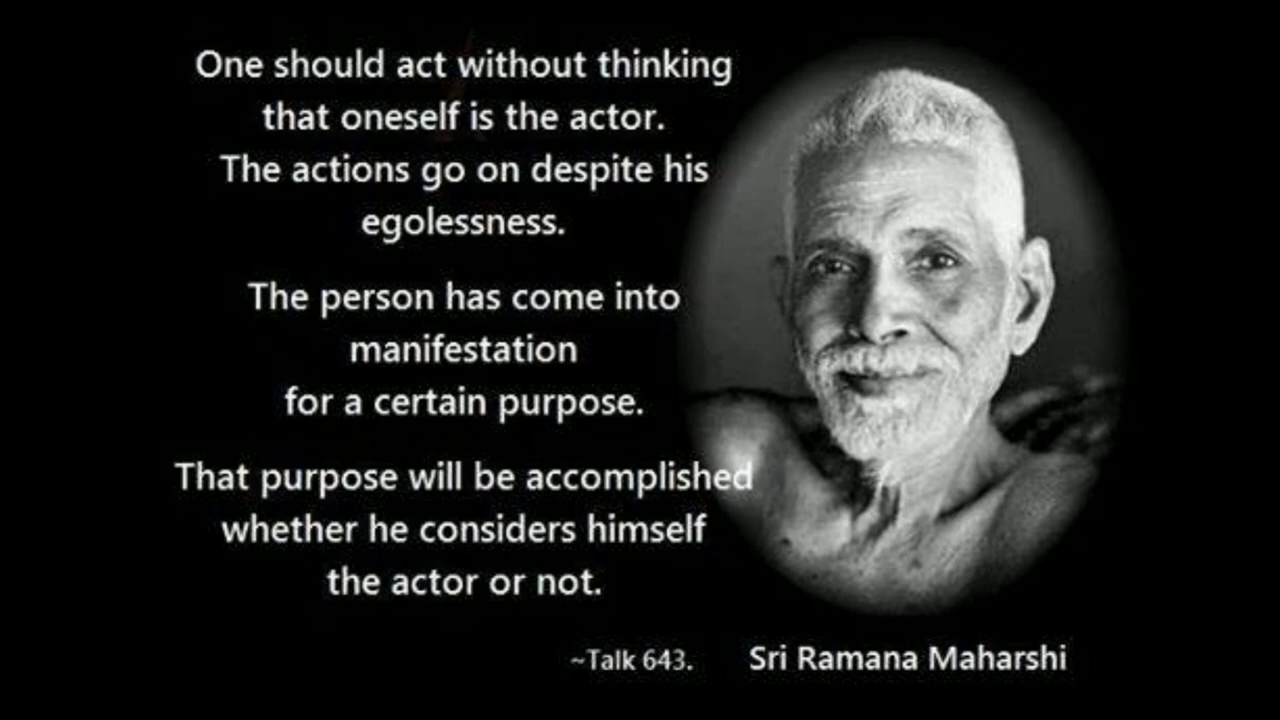 One should act without thinking
that oneself is the actor.
The actions go on despite his
egolessness.
The person has come into
manifestation
for a certain purpose.
That purpose will be accomplished
whether he considers himself
the actor or not.
~Talk 643. Sri Ramana Maharshi